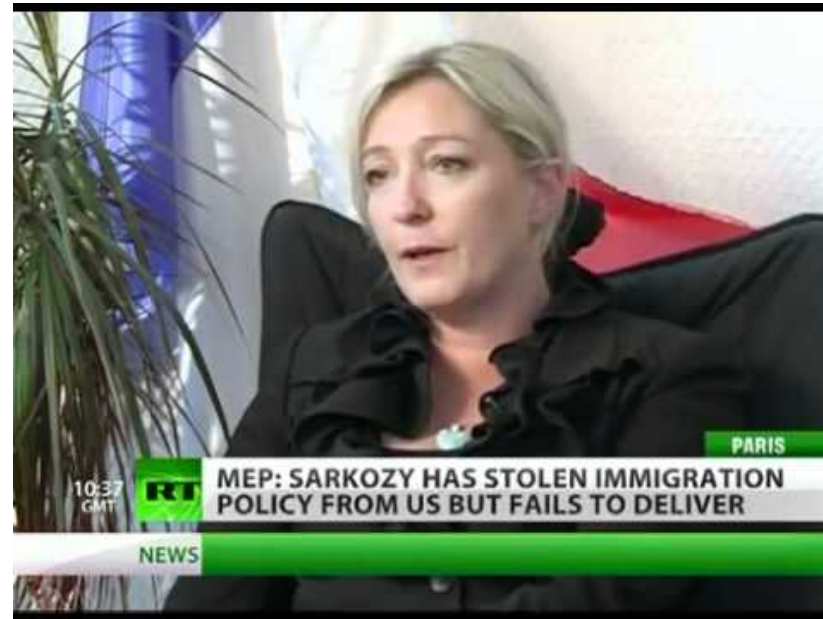 PARIS
10:37
GMT
RT
MEP: SARKOZY HAS STOLEN IMMIGRATION
POLICY FROM US BUT FAILS TO DELIVER
NEWS